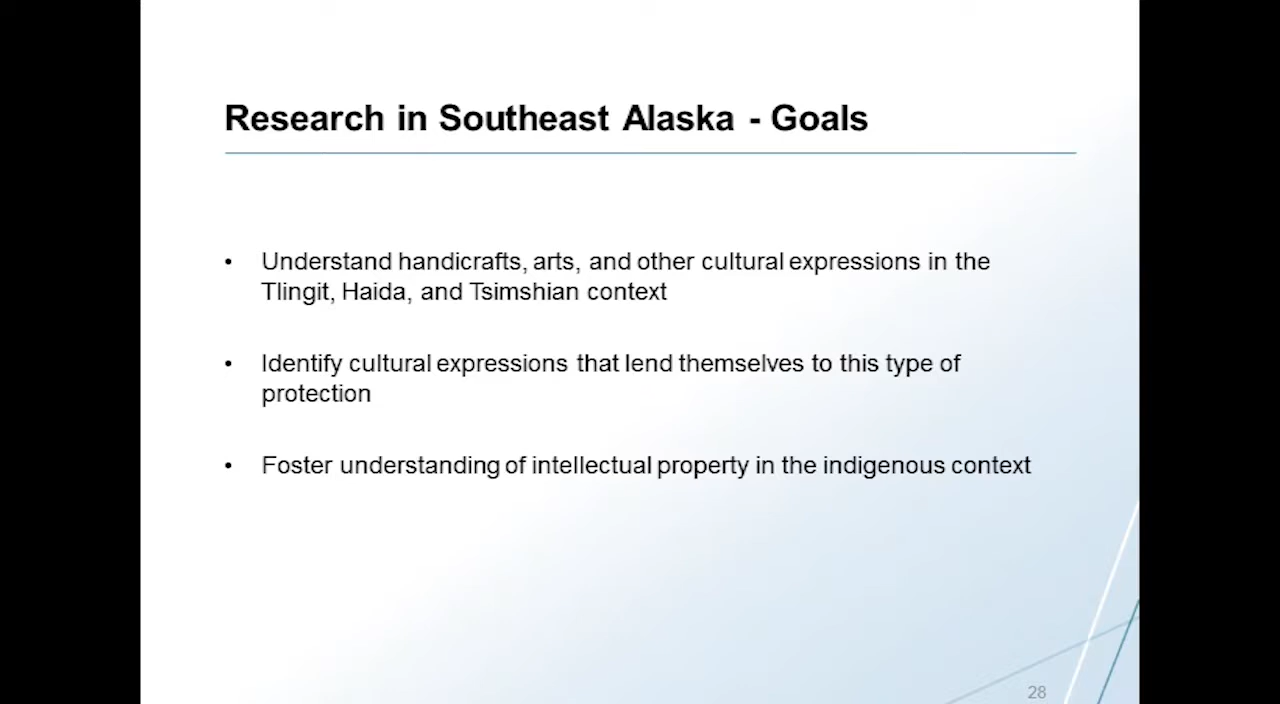 Research in Southeast Alaska - Goals
• Understand handicrafts, arts, and other cultural expressions in the
Tlingit, Haida, and Tsimshian context
• Identify cultural expressions that lend themselves to this type of
protection
• Foster understanding of intellectual property in the indigenous context
28